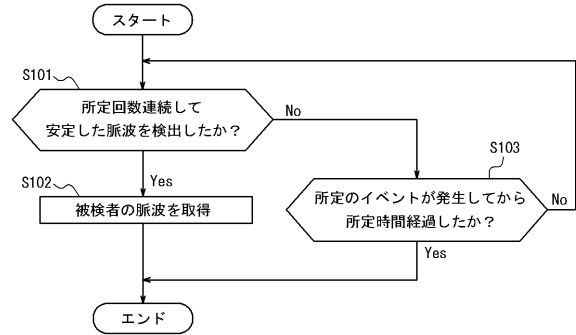 スタート
S101
所定回数連続して
安定した脈波を検出したか？
No
S103
Yes
S102
被検者の脈波を取得
所定のイベントが発生してから
所定時間経過したか？
No
Yes
エンド